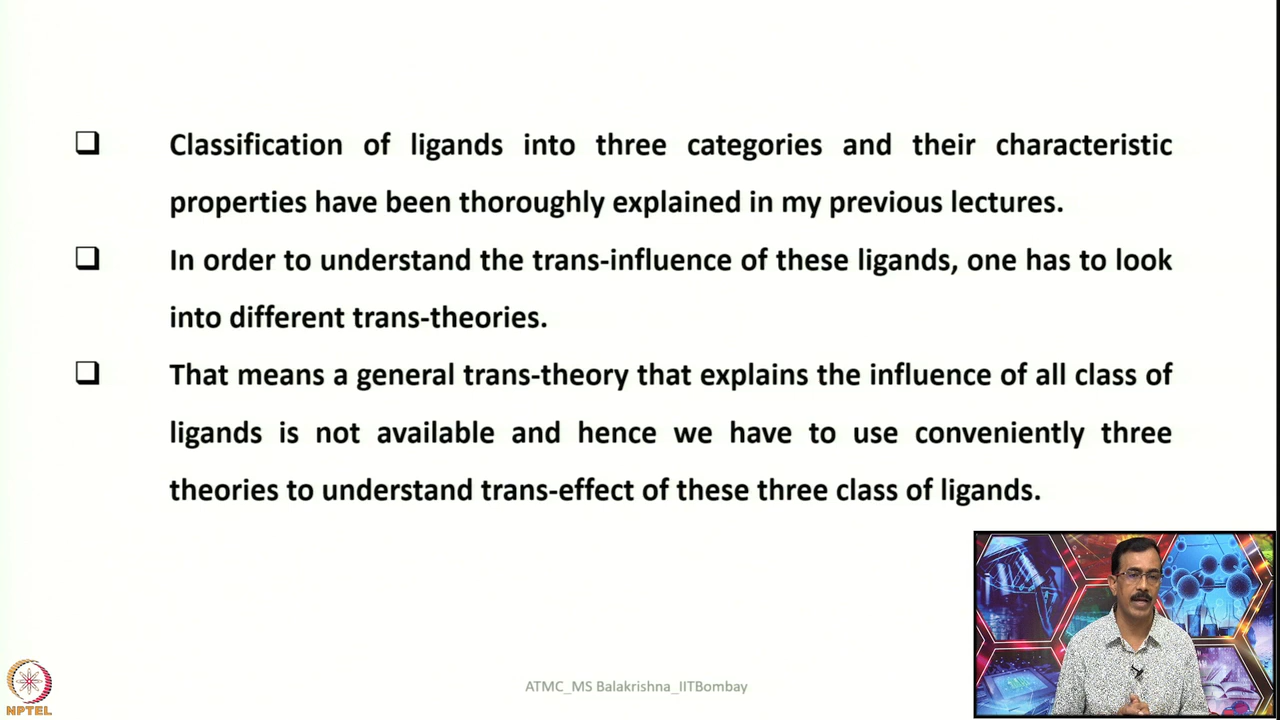 Classification of ligands into three categories and their characteristic
properties have been thoroughly explained in my previous lectures.
In order to understand the trans-influence of these ligands, one has to look
into different trans-theories.
That means a general trans-theory that explains the influence of all class of
ligands is not available and hence we have to use conveniently three
theories to understand trans-effect of these three class of ligands.
ATMC_MS Balakrishna_IITBombay
NPTEL